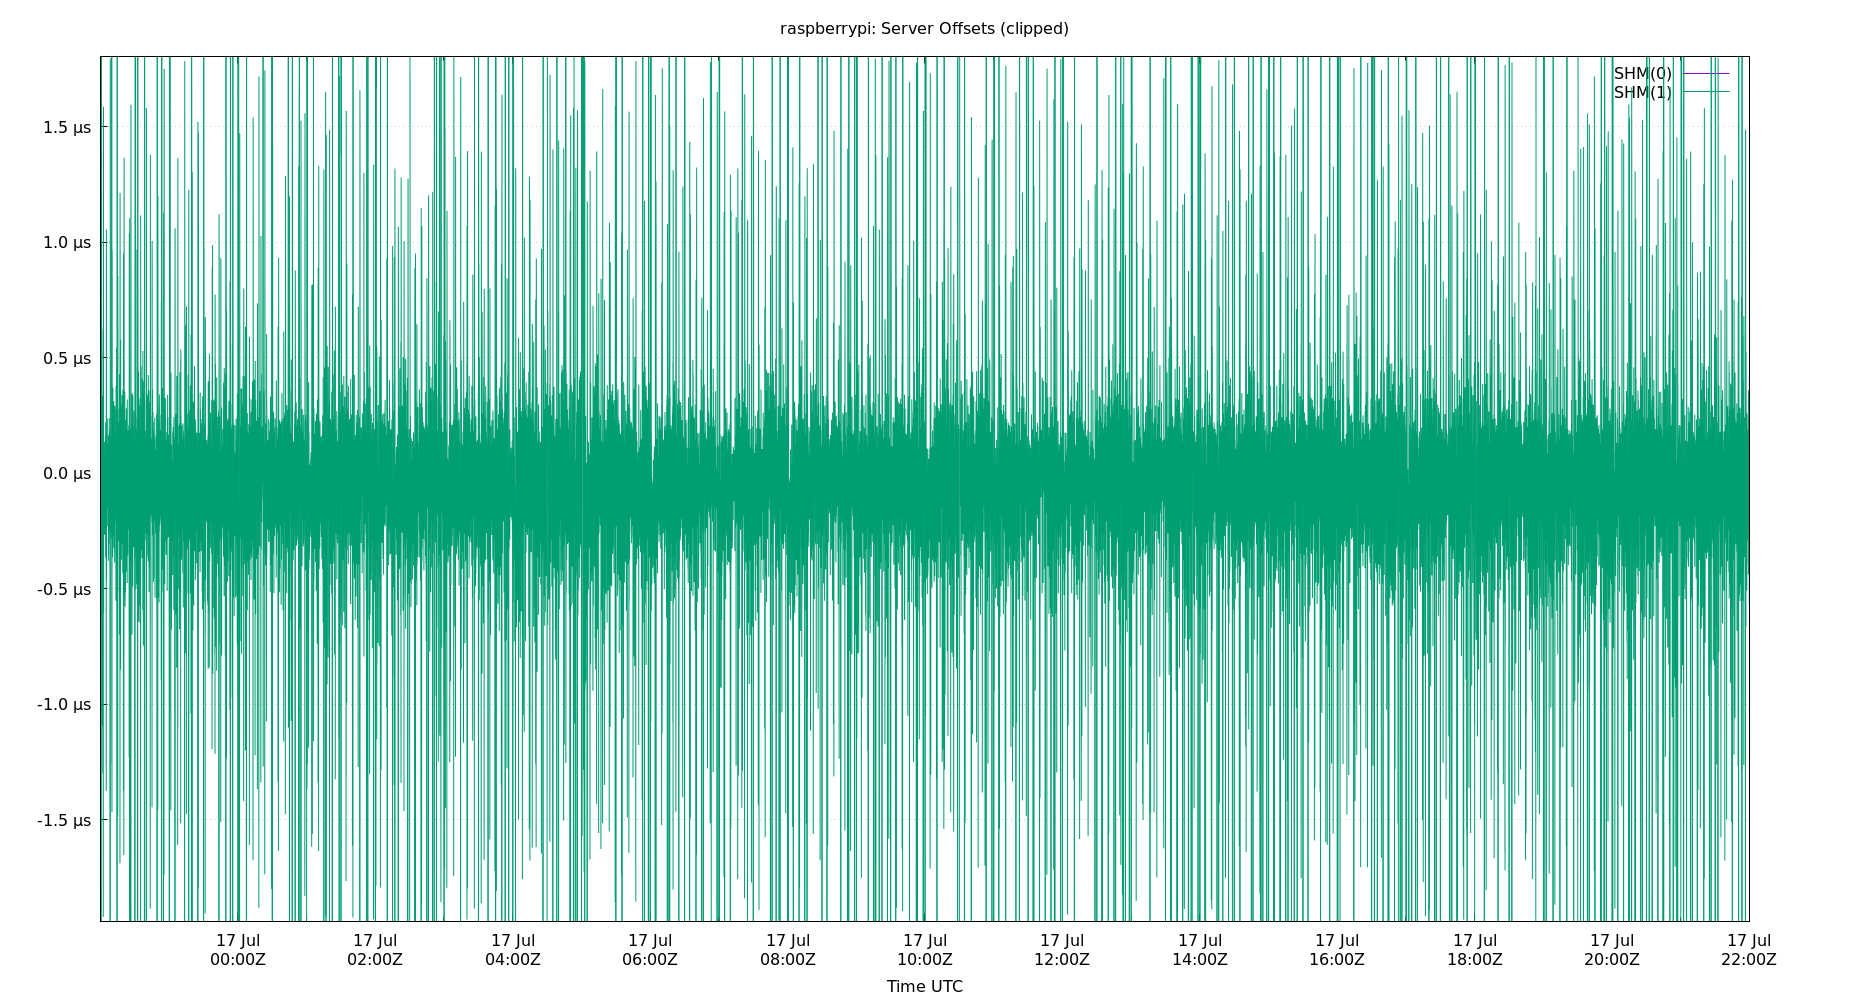 raspberrypi: Server Offsets (clipped)
SHM(0)
SHM(1)
1.5 µs
1.0 µs
0.5 µs
0.0 µs
-0.5 µs
-1.0 µs
-1.5 µs
17 Jul 17 Jul 17 Jul 17 Jul 17 Jul 17 Jul 17 Jul 17 Jul 17 Jul 17 Jul 17 Jul 17 Jul
00:00Z 02:00Z 04:00Z 06:00Z 08:00Z 10:00Z 12:00Z 14:00Z 16:00Z 18:00Z 20:00Z 22:00Z
Time UTC